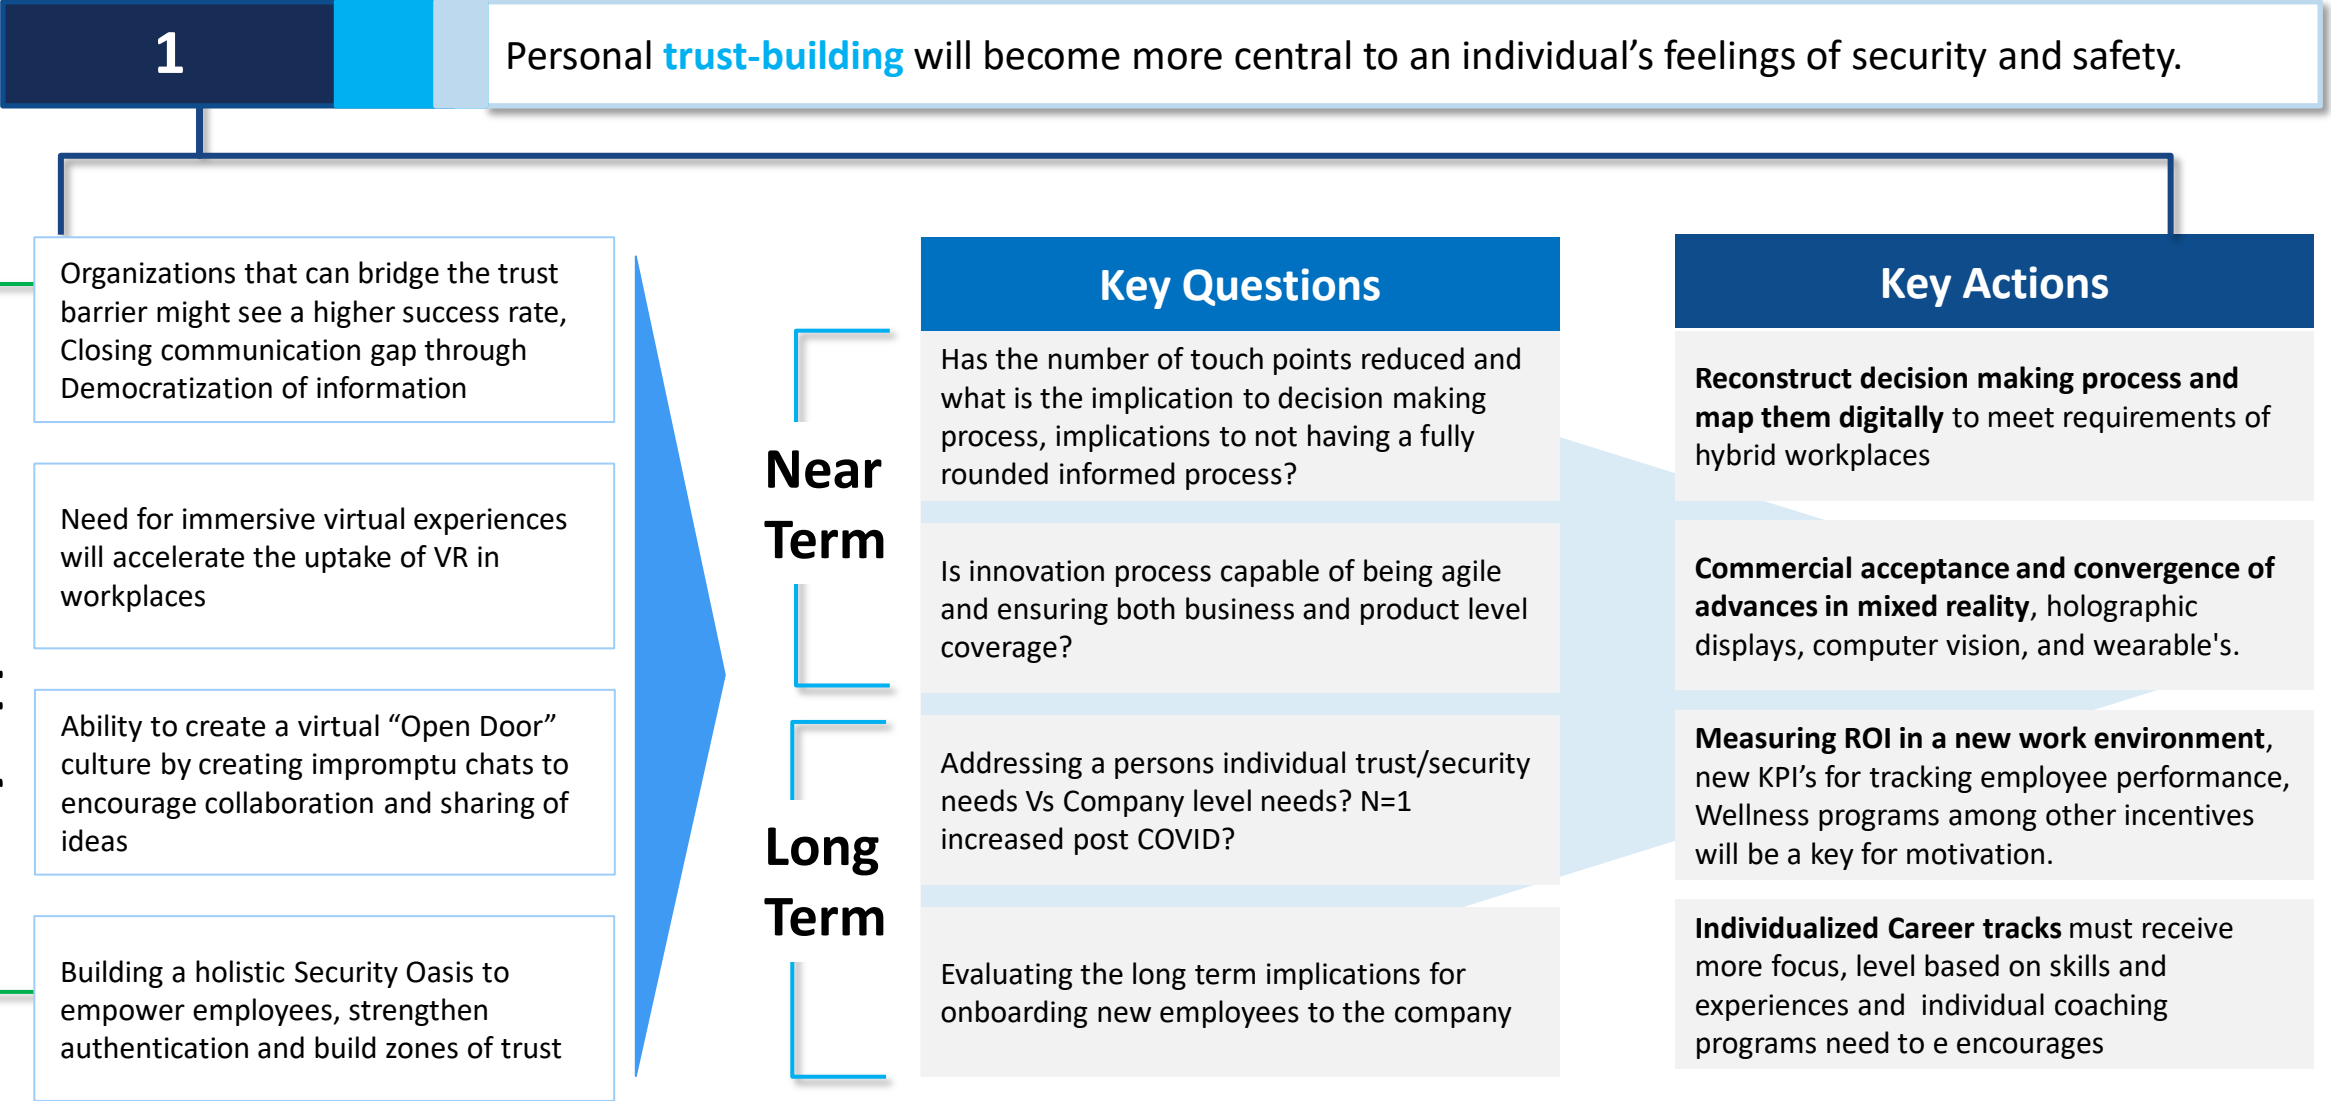 1
Personal trust-building will become more central to an individual’s feelings of security and safety.
Organizations that can bridge the trust
barrier might see a higher success rate,
Closing communication gap through
Democratization of information
Need for immersive virtual experiences
will accelerate the uptake of VR in
workplaces
Ability to create a virtual “Open Door”
culture by creating impromptu chats to
encourage collaboration and sharing of
ideas
Building a holistic Security Oasis to
empower employees, strengthen
authentication and build zones of trust
Near
Term
Long
Term
Key Questions
Has the number of touch points reduced and
what is the implication to decision making
process, implications to not having a fully
rounded informed process?
Is innovation process capable of being agile
and ensuring both business and product level
coverage?
Addressing a persons individual trust/security
needs Vs Company level needs? N=1
increased post COVID?
Evaluating the long term implications for
onboarding new employees to the company
Key Actions
Reconstruct decision making process and
map them digitally to meet requirements of
hybrid workplaces
Commercial acceptance and convergence of
advances in mixed reality, holographic
displays, computer vision, and wearable's.
Measuring ROI in a new work environment,
new KPI’s for tracking employee performance,
Wellness programs among other incentives
will be a key for motivation.
Individualized Career tracks must receive
more focus, level based on skills and
experiences and  individual coaching
programs need to e encourages